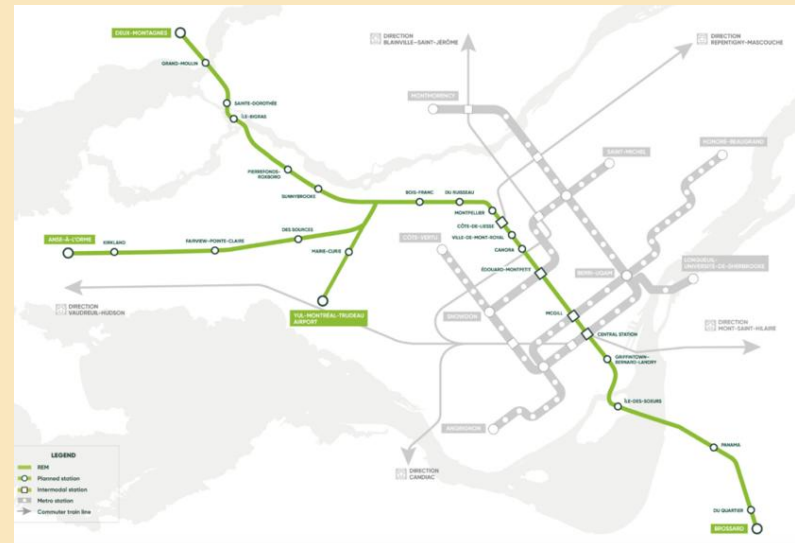 DEUX-MONTAGNES
GRAND-MOULIN
SAINTE-DOROTHÉE
ÎLE-BIGRAS
PIERREFONDS-
ROXBORO
SUNNYBROOKE
BOIS-FRANC
DU RUISSEAU
MONTPELLIER
CÔTE-DE-LIESSE
VILLE-DE-MONT-ROYAL
CANORA
ÉDOUARD-MONTPETIT
MCGILL
CENTRAL STATION
GRIFFINTOWN–
BERNARD-LANDRY
ÎLE-DES-SOEURS
PANAMA
DU QUARTIER
BROSSARD
ANSE-À-L'ORME
KIRKLAND
FAIRVIEW-POINTE-CLAIRE
DES SOURCES
MARIE-CURIE
YUL-MONTRÉAL-TRUDEAU
AIRPORT
DIRECTION
BLAINVILLE–SAINT-JÉRÔME
DIRECTION
REPENTIGNY-MASCOUCHE
MONTMORENCY
SAINT-MICHEL
HONORÉ-BEAUGRAND
CÔTE-VERTU
SNOWDON
BERRI-UQAM
LONGUEUIL–
UNIVERSITÉ-DE-SHERBROOKE
ANGRIGNON
DIRECTION
VAUDREUIL-HUDSON
DIRECTION
MONT-SAINT-HILAIRE
DIRECTION
CANDIAC
LEGEND
REM
Planned station
Intermodal station
Metro station
Commuter train line